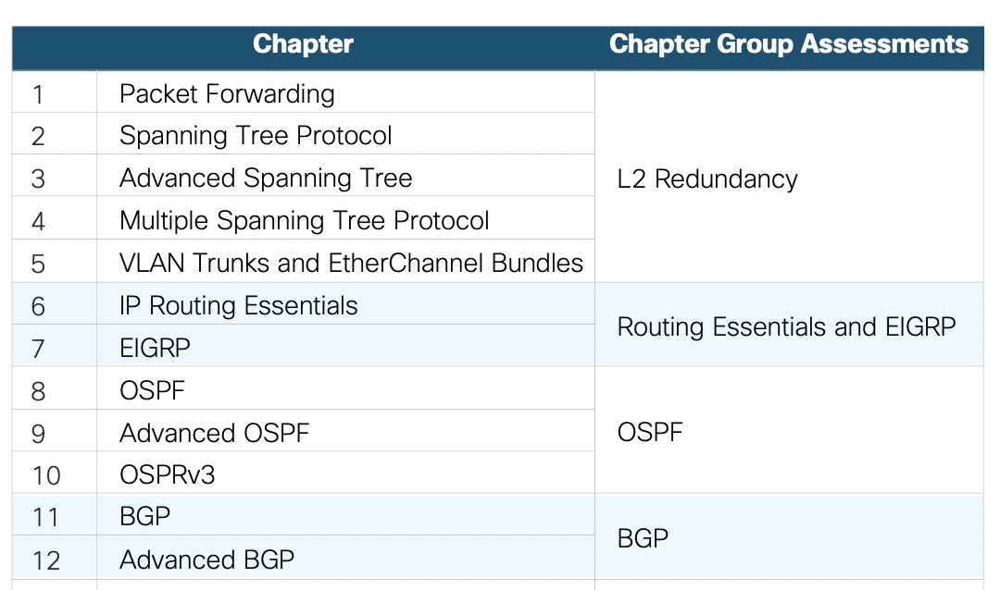 Chapter Chapter Group Assessments
1 Packet Forwarding
2 Spanning Tree Protocol
3 Advanced Spanning Tree
L2 Redundancy
4 Multiple Spanning Tree Protocol
5 VLAN Trunks and EtherChannel Bundles
6 IP Routing Essentials
Routing Essentials and EIGRP
7 EIGRP
8 OSPF
9 Advanced OSPF
OSPF
10 OSPRv3
11 BGP
BGP
12 Advanced BGP